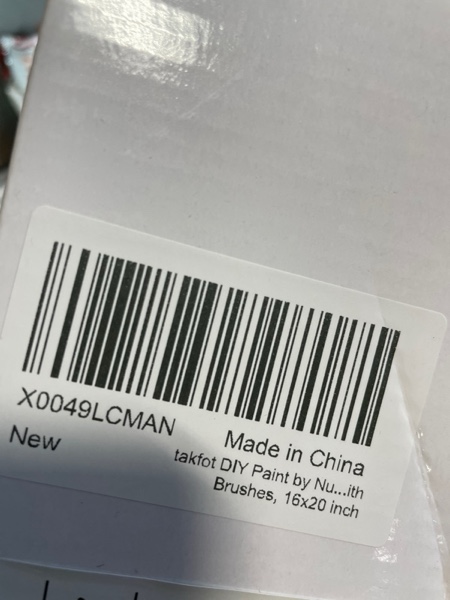 X0049LCMAN
New
Made in China
takfot DIY Paint by Nu...ith
Brushes, 16x20 inch